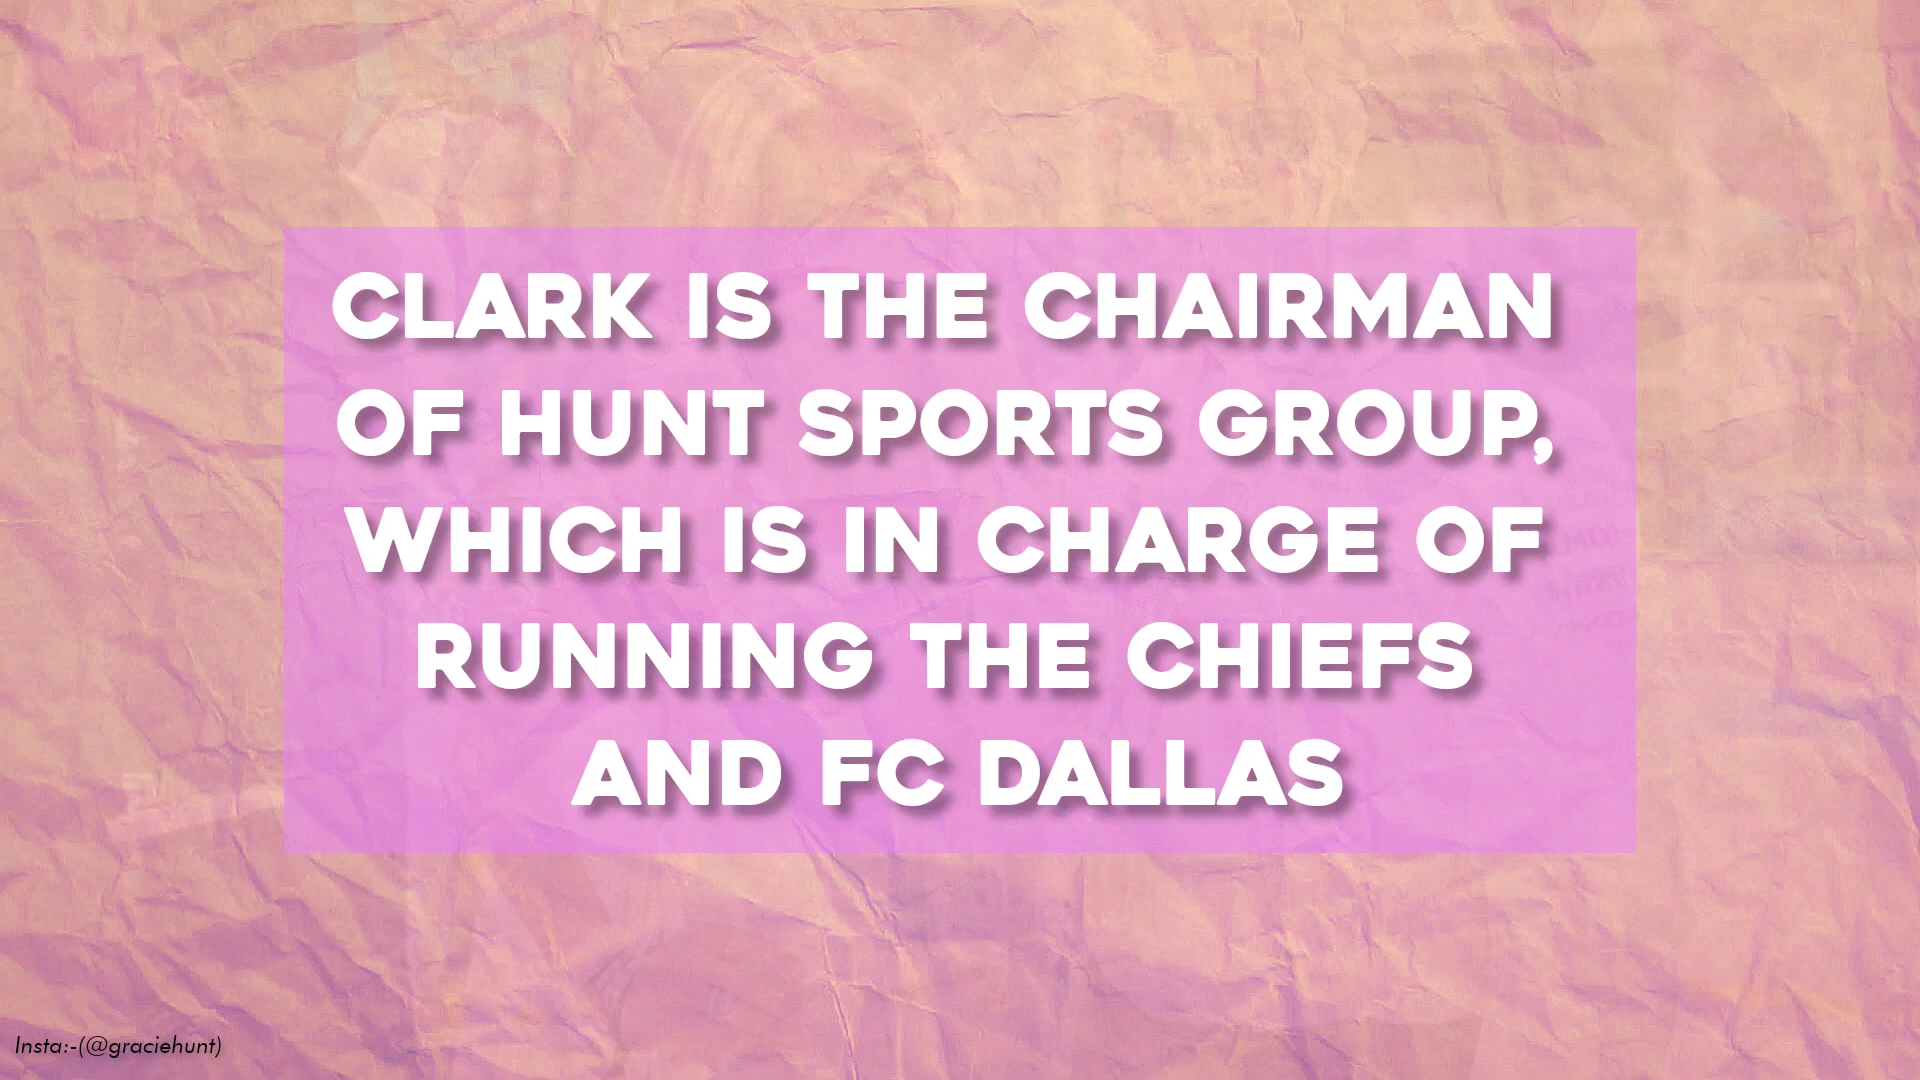 CLARK IS THE CHAIRMAN
OF HUNT SPORTS GROUP,
WHICH IS IN CHARGE OF
RUNNING THE CHIEFS
AND FC DALLAS
Insta:-(@graciehunt)